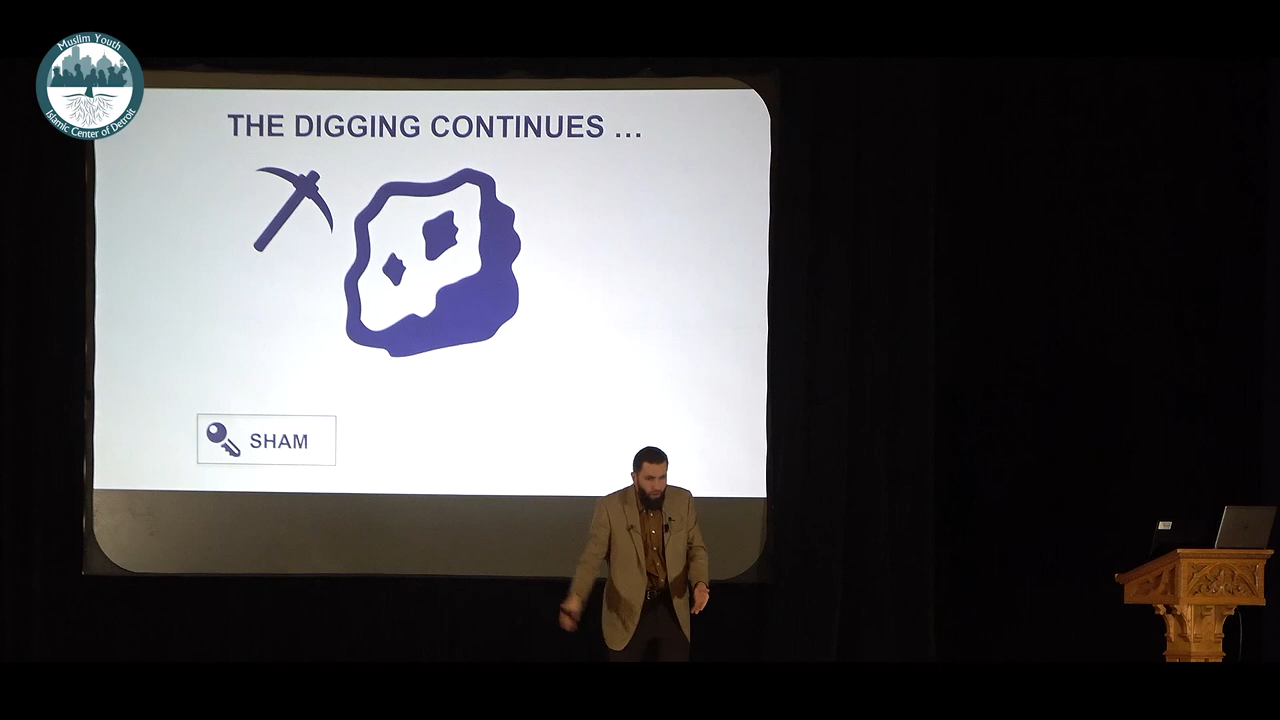 Muslim Youth
Islamic Center of Detroit
THE DIGGING CONTINUES ...
SHAM